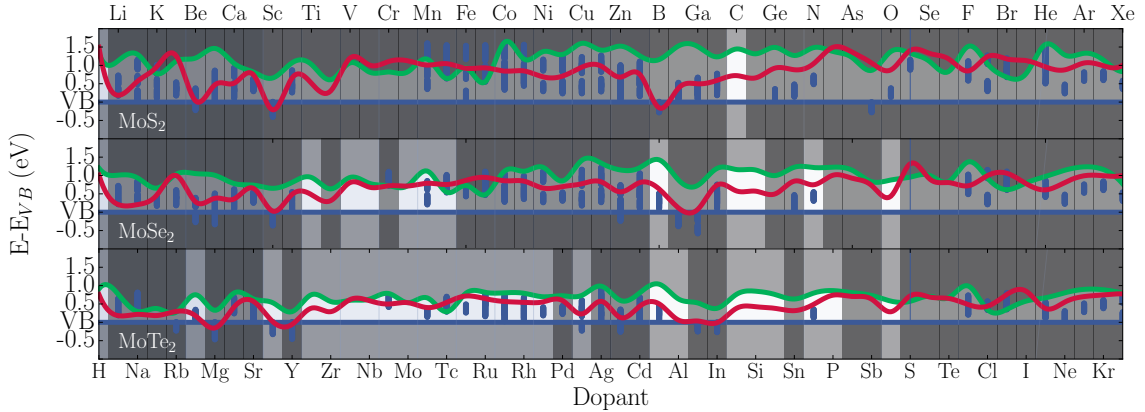 Li K Be Ca Sc Ti V Cr Mn Fe Co Ni Cu Zn B Ga C Ge N As O Se F Br He Ar Xe
1.5
1.0
0.5
VB
-0.5
MoS2
1.5
1.0
0.5
VB
-0.5
MoSe2
1.5
1.0
0.5
VB
-0.5
MoTe2
E-E_VB (eV)
H Na Rb Mg Sr Y Zr Nb Mo Tc Ru Rh Pd Ag Cd Al In Si Sn P Sb S Te Cl I Ne Kr
Dopant